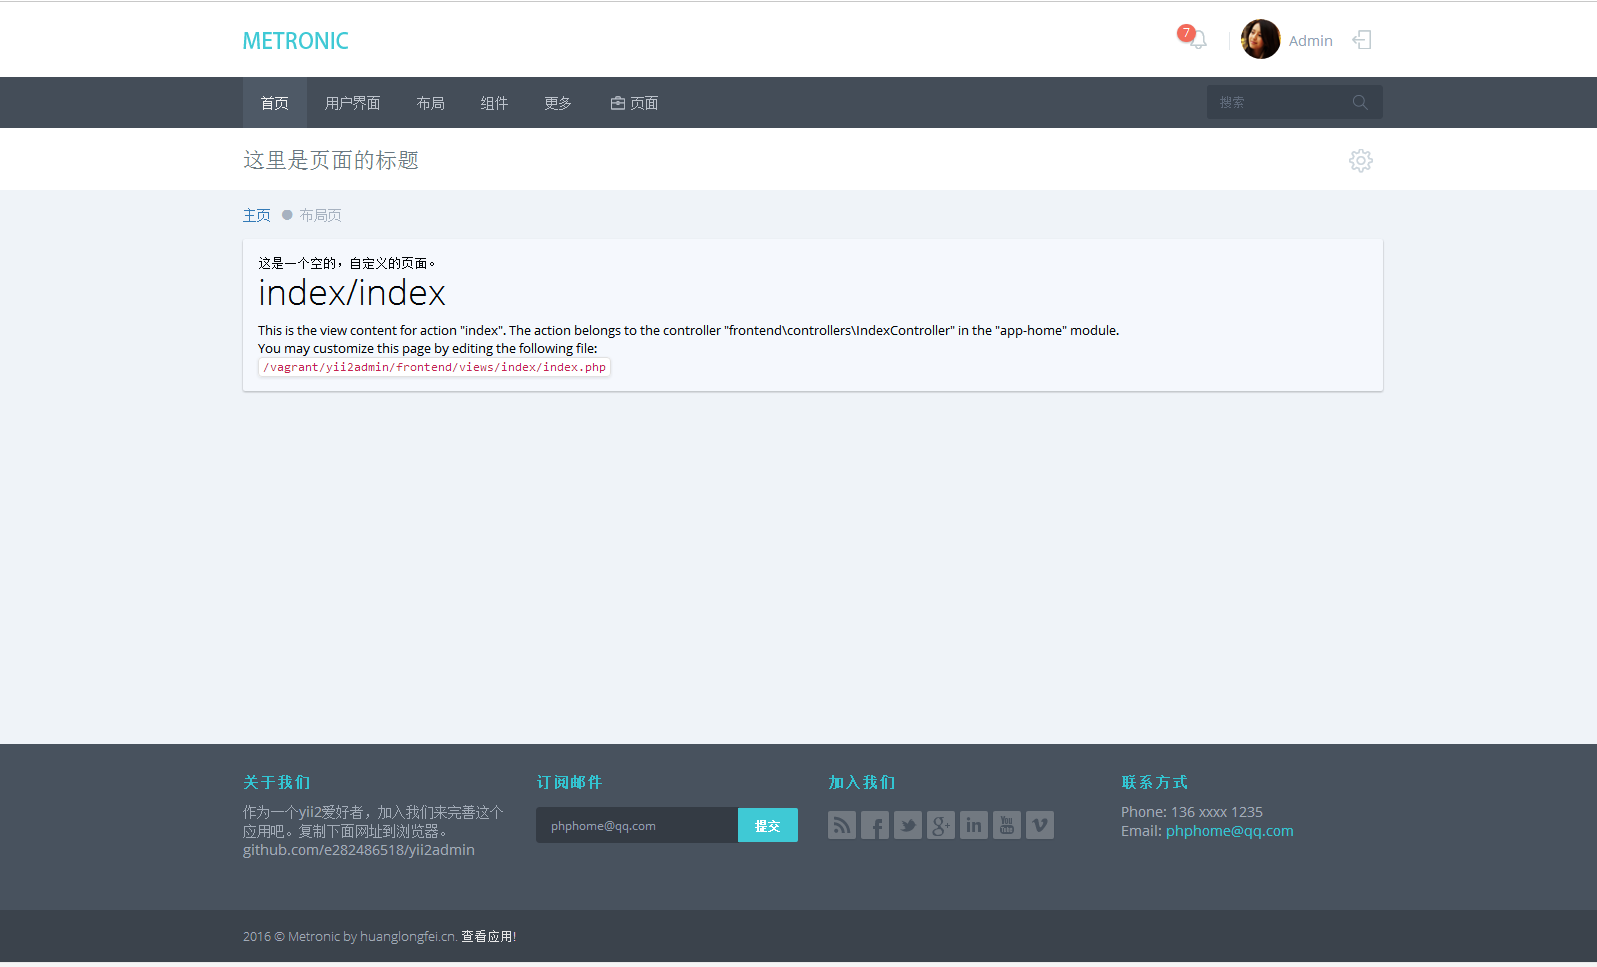 METRONIC
7
Admin
首页 用户界面 布局 组件 更多 页面
搜索
这里是页面的标题
主页 布局页
这是一个空的，自定义的页面。
index/index
This is the view content for action "index". The action belongs to the controller "frontend\controllers\IndexController" in the "app-home" module.
You may customize this page by editing the following file:
/vagrant/yii2admin/frontend/views/index/index.php
关于我们
作为一个yii2爱好者，加入我们来完善这个
应用吧。复制下面网址到浏览器。
github.com/e282486518/yii2admin
订阅邮件
phphome@qq.com
提交
加入我们
g+ in You Tube
联系方式
Phone: 136 xxxx 1235
Email: phphome@qq.com
2016 © Metronic by huanglongfei.cn. 查看应用!